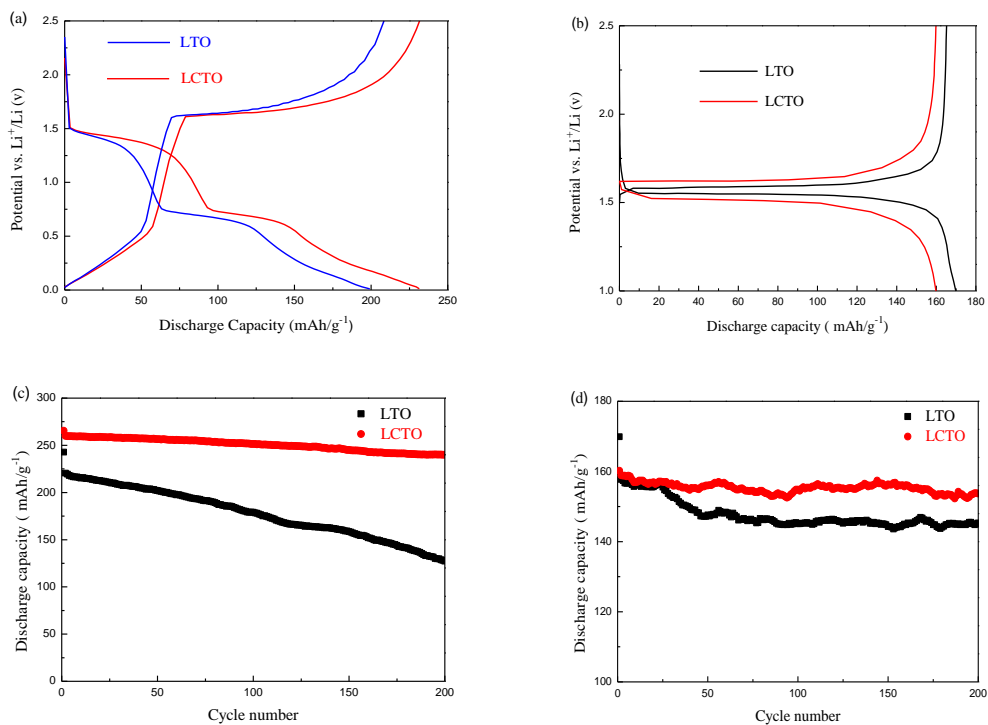 (a)
2.5
2.0
1.5
1.0
0.5
0.0
Potential vs. Li⁺/Li (v)
LTO
LCTO
0 50 100 150 200 250
Discharge Capacity (mAh/g⁻¹)
(b)
2.5
2.0
1.5
1.0
Potential vs. Li⁺/Li (v)
LTO
LCTO
0 20 40 60 80 100 120 140 160 180
Discharge capacity ( mAh/g⁻¹)
(c)
300
250
200
150
100
50
0
Discharge capacity ( mAh/g⁻¹)
LTO
LCTO
0 50 100 150 200
Cycle number
(d)
180
160
140
120
100
Discharge capacity ( mAh/g⁻¹)
LTO
LCTO
0 50 100 150 200
Cycle number